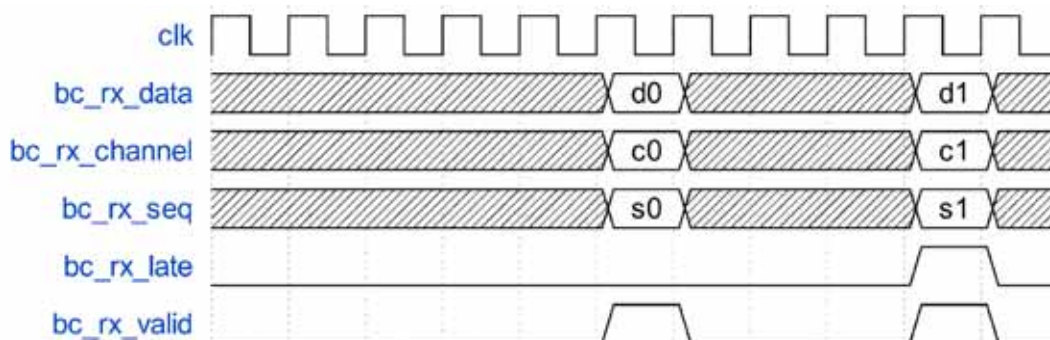 clk
bc_rx_data d0 d1
bc_rx_channel c0 c1
bc_rx_seq s0 s1
bc_rx_late
bc_rx_valid